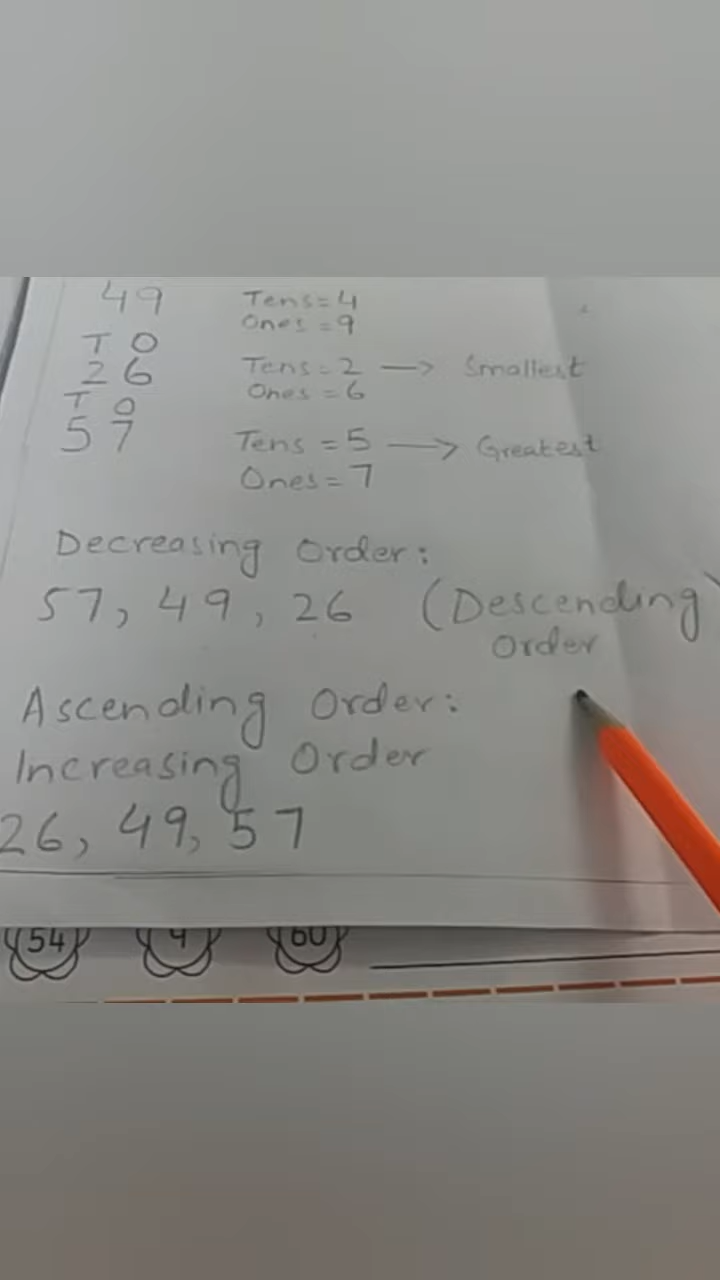 49 Tens=4
Ones=9
T O
26 Tens=2 → Smallest
Ones=6
T O
57 Tens=5 → Greatest
Ones=7
Decreasing Order:
57, 49, 26 (Descending)
Order
Ascending Order:
Increasing Order
26, 49, 57
54 60